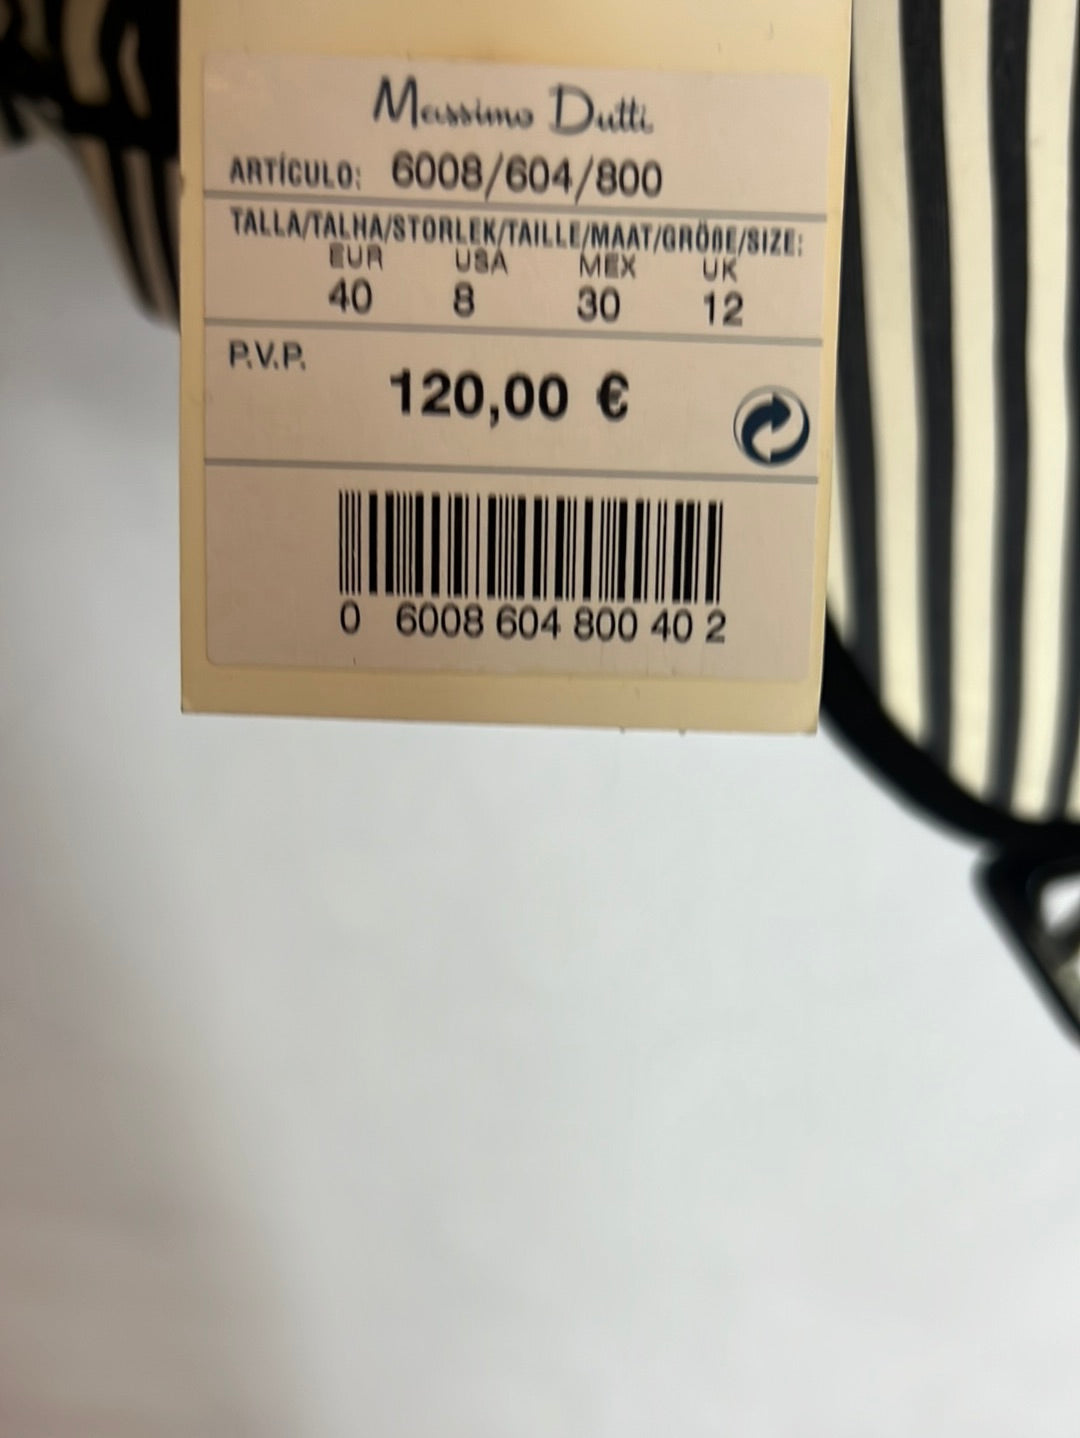 Massimo Dutti
ARTÍCULO: 6008/604/800
TALLA/TALHA/STORLEK/TAILLE/MAAT/GRÖßE/SIZE:
EUR USA MEX UK
40 8 30 12
P.V.P.
120,00 €
0 6008 604 800 40 2